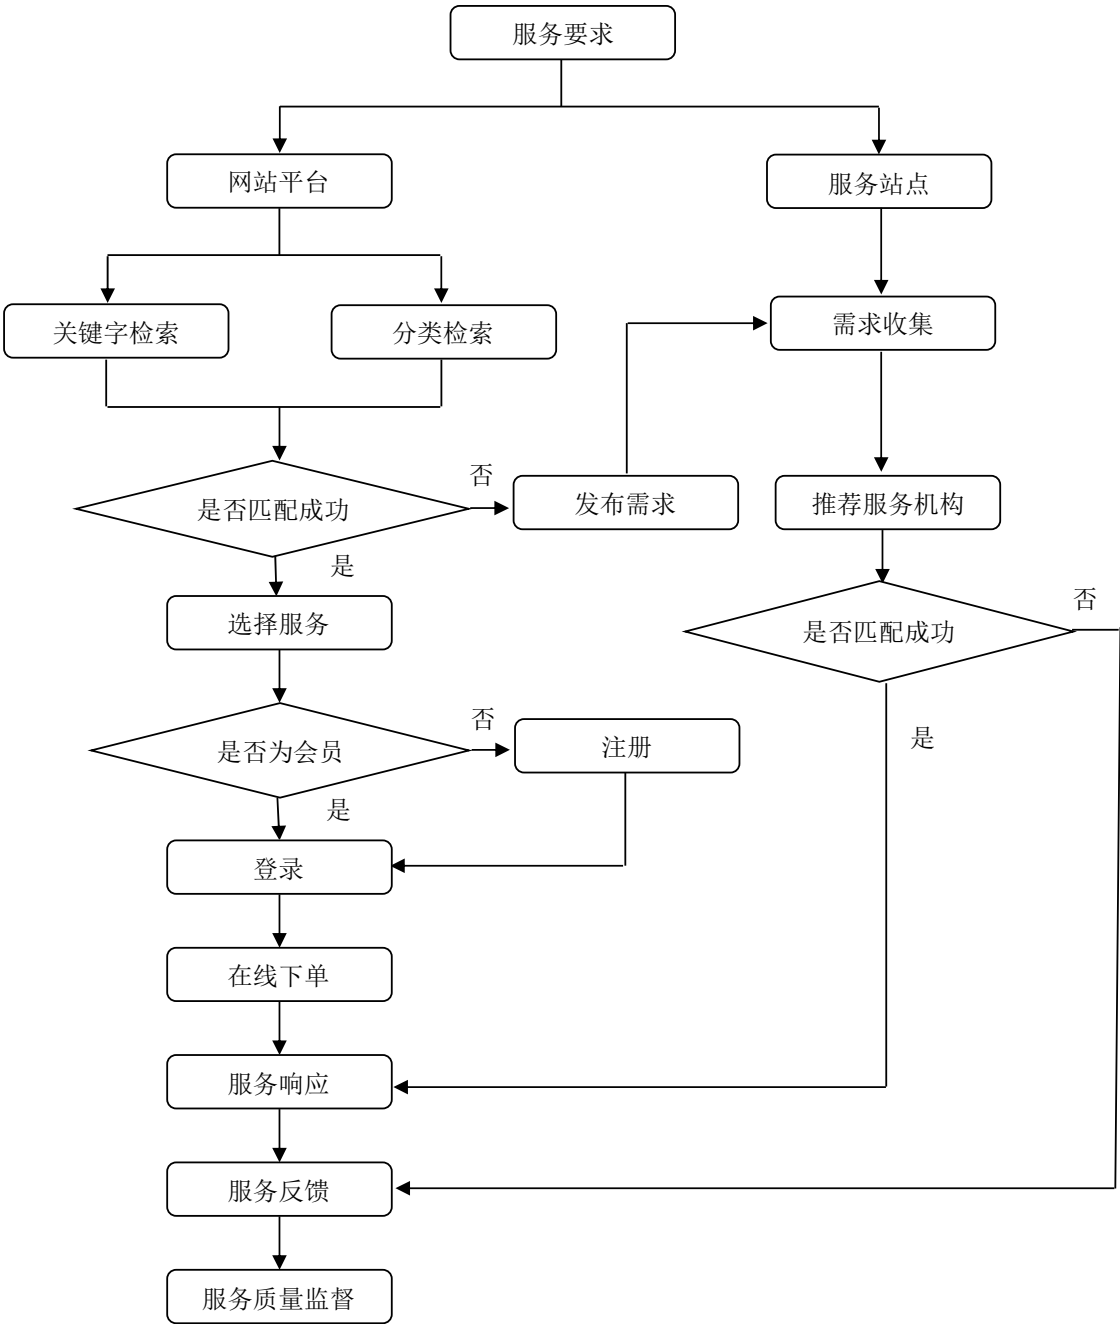 服务要求
网站平台
服务站点
关键字检索
分类检索
需求收集
是否匹配成功
否
发布需求
推荐服务机构
是
选择服务
是否匹配成功
否
是否为会员
否
注册
是
是
登录
在线下单
服务响应
服务反馈
服务质量监督